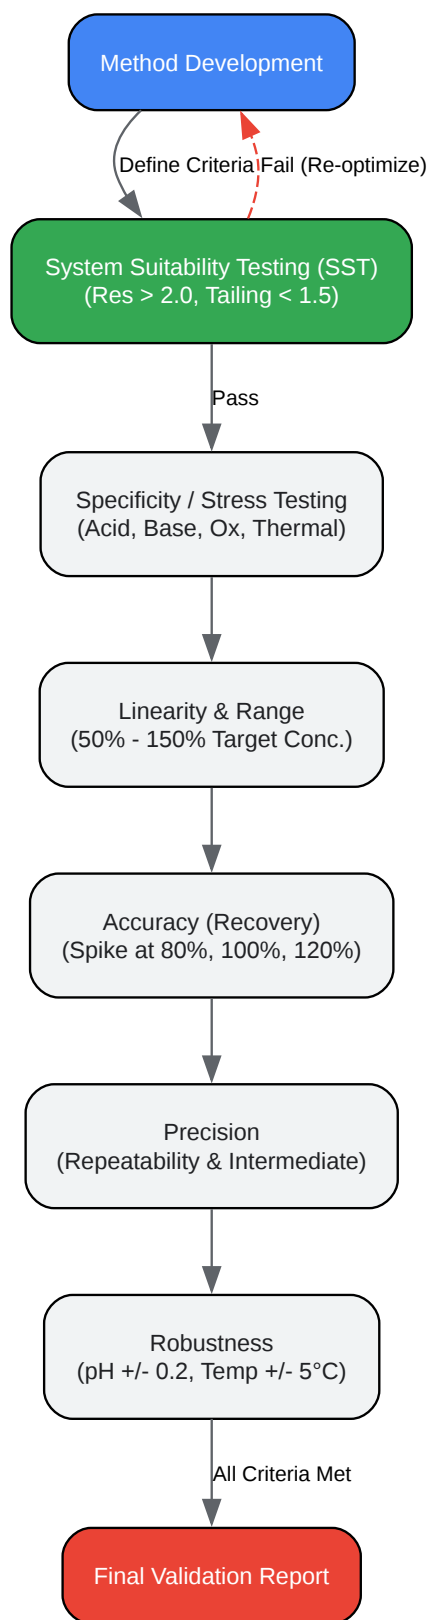 Method Development
Define Criteria
Fail (Re-optimize)
System Suitability Testing (SST)
(Res > 2.0, Tailing < 1.5)
Pass
Specificity / Stress Testing
(Acid, Base, Ox, Thermal)
Linearity & Range
(50% - 150% Target Conc.)
Accuracy (Recovery)
(Spike at 80%, 100%, 120%)
Precision
(Repeatability & Intermediate)
Robustness
(pH +/- 0.2, Temp +/- 5°C)
All Criteria Met
Final Validation Report